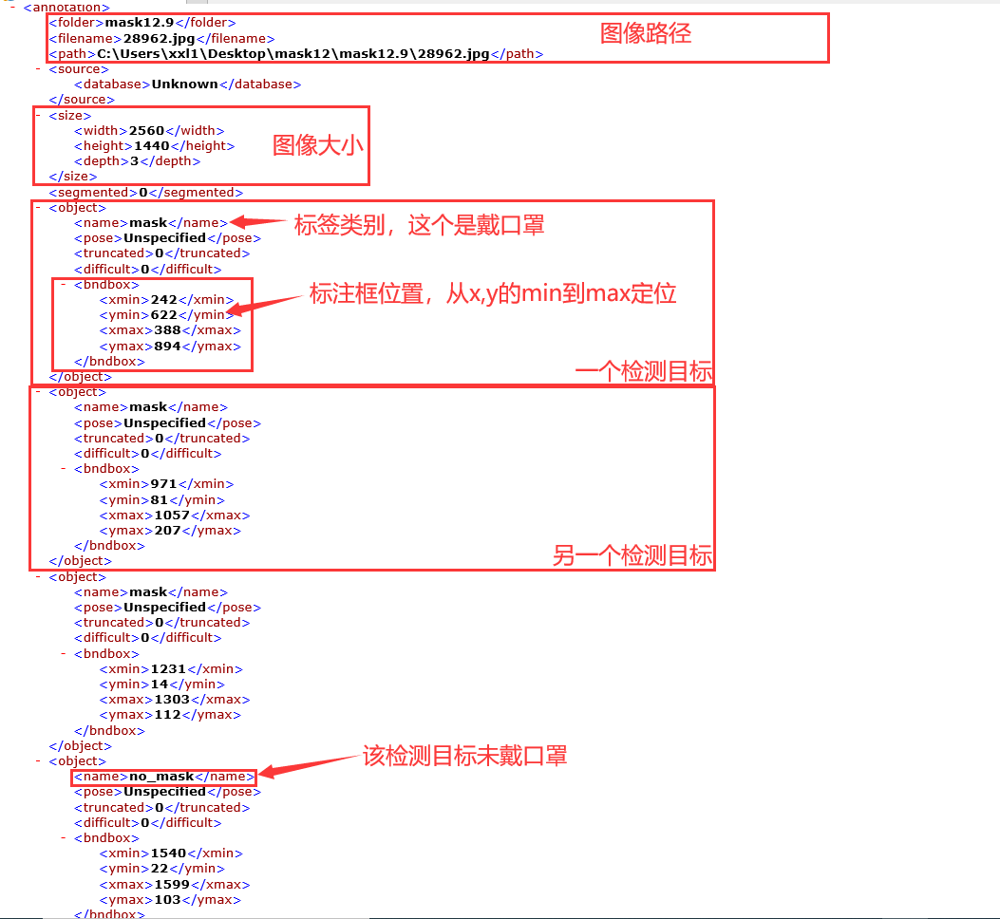 - <annotation>
<folder>mask12.9</folder>
图像路径
<filename>28962.jpg</filename>
<path>C:\Users\xxl1\Desktop\mask12\mask12.9\28962.jpg</path>
- <source>
<database>Unknown</database>
</source>
- <size>
<width>2560</width>
<height>1440</height>
图像大小
<depth>3</depth>
</size>
<segmented>0</segmented>
- <object>
<name>mask</name>
标签类别，这个是戴口罩
<pose>Unspecified</pose>
<truncated>0</truncated>
<difficult>0</difficult>
- <bndbox>
<xmin>242</xmin>
标注框位置，从x,y的min到max定位
<ymin>622</ymin>
<xmax>388</xmax>
<ymax>894</ymax>
</bndbox>
一个检测目标
</object>
- <object>
<name>mask</name>
<pose>Unspecified</pose>
<truncated>0</truncated>
<difficult>0</difficult>
- <bndbox>
<xmin>971</xmin>
<ymin>81</ymin>
<xmax>1057</xmax>
<ymax>207</ymax>
</bndbox>
另一个检测目标
</object>
- <object>
<name>mask</name>
<pose>Unspecified</pose>
<truncated>0</truncated>
<difficult>0</difficult>
- <bndbox>
<xmin>1231</xmin>
<ymin>14</ymin>
<xmax>1303</xmax>
<ymax>112</ymax>
</bndbox>
</object>
该检测目标未戴口罩
- <object>
<name>no_mask</name>
<pose>Unspecified</pose>
<truncated>0</truncated>
<difficult>0</difficult>
- <bndbox>
<xmin>1540</xmin>
<ymin>22</ymin>
<xmax>1599</xmax>
<ymax>103</ymax>
</bndbox>